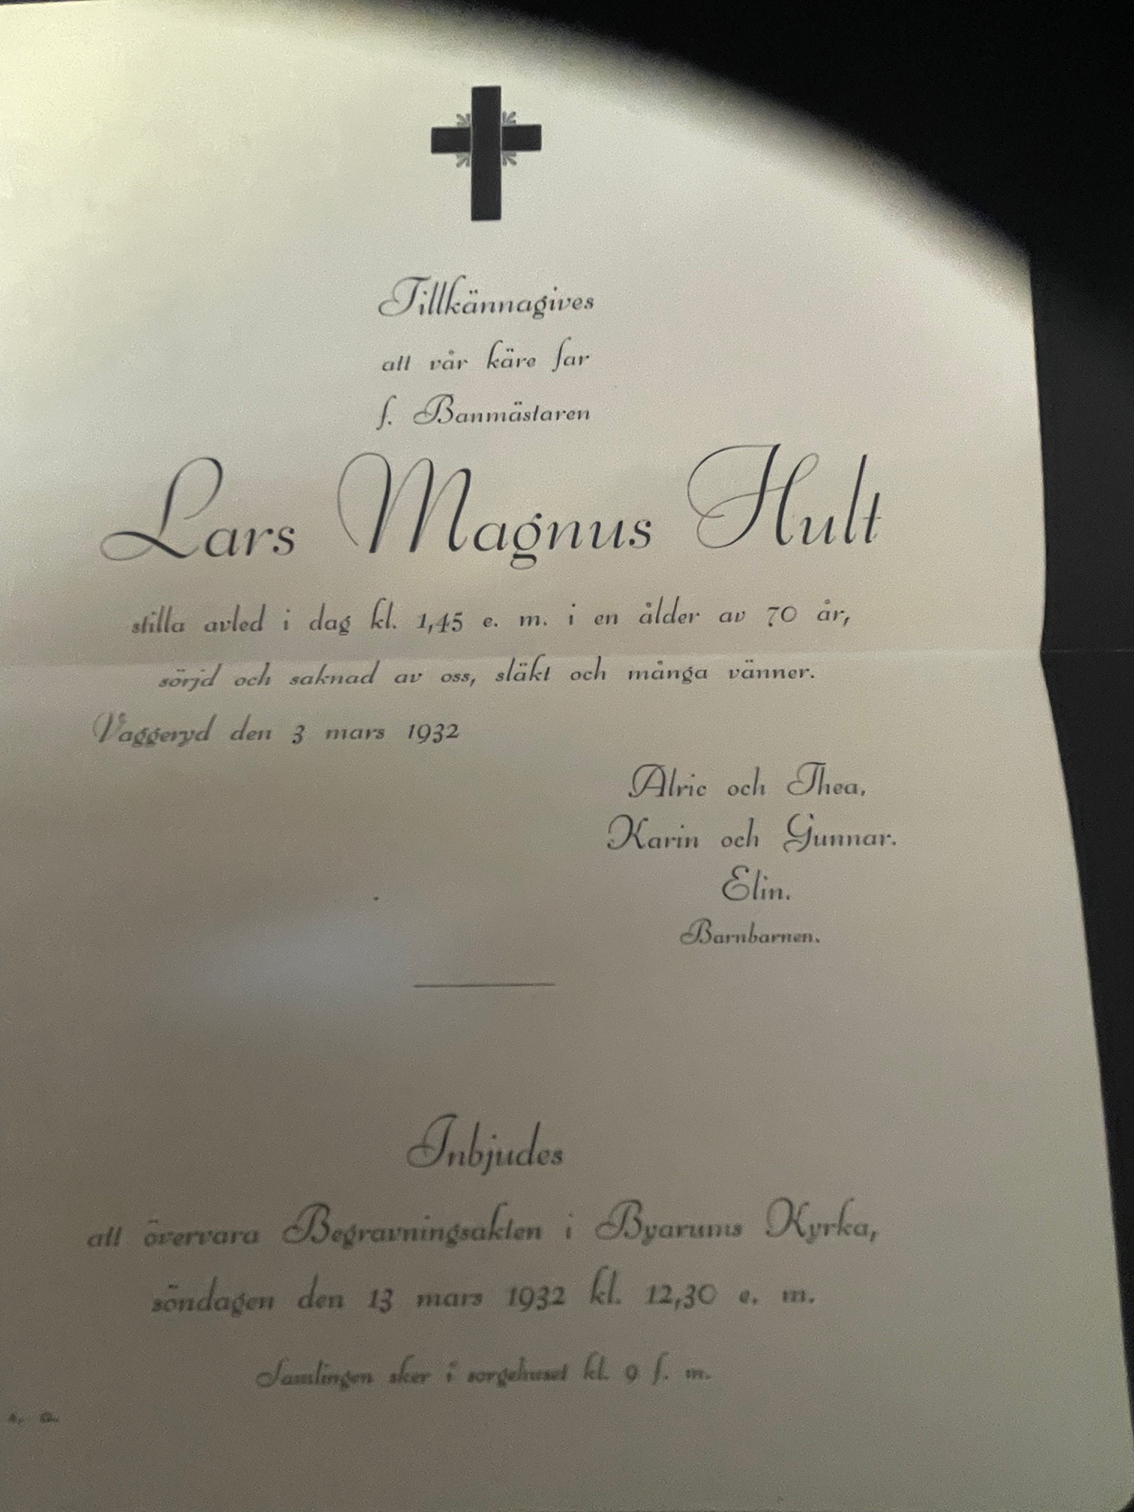 Tillkännagives
att vår käre far
f. Banmästaren
Lars Magnus Hult
stilla avled i dag kl. 1,45 e. m. i en ålder av 70 år,
sörjd och saknad av oss, släkt och många vänner.
Vaggeryd den 3 mars 1932
Alric och Thea,
Karin och Gunnar.
Elin.
Barnbarnen.
Inbjudes
att övervara Begravningsakten i Byarums Kyrka,
söndagen den 13 mars 1932 kl. 12,30 e. m.
Samlingen sker i sorgehuset kl. 9 f. m.